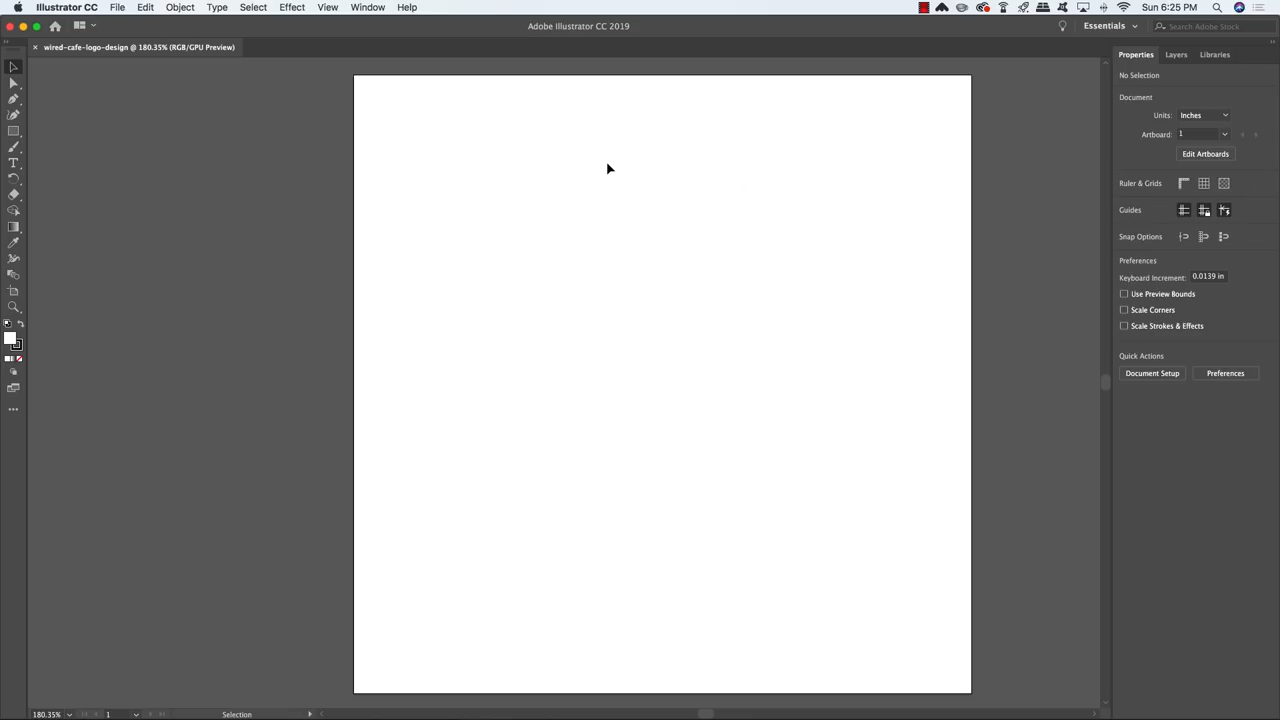 Illustrator CC File Edit Object Type Select Effect View Window Help Sun 6:25 PM
Adobe Illustrator CC 2019 Essentials Search Adobe Stock
× wired-cafe-logo-design @ 180.35% (RGB/GPU Preview)
Properties Layers Libraries
No Selection
Document
Units: Inches
Artboard: 1
Edit Artboards
Ruler & Grids
Guides
Snap Options
Preferences
Keyboard Increment: 0.0139 in
Use Preview Bounds
Scale Corners
Scale Strokes & Effects
Quick Actions
Document Setup Preferences
180.35% 1 Selection